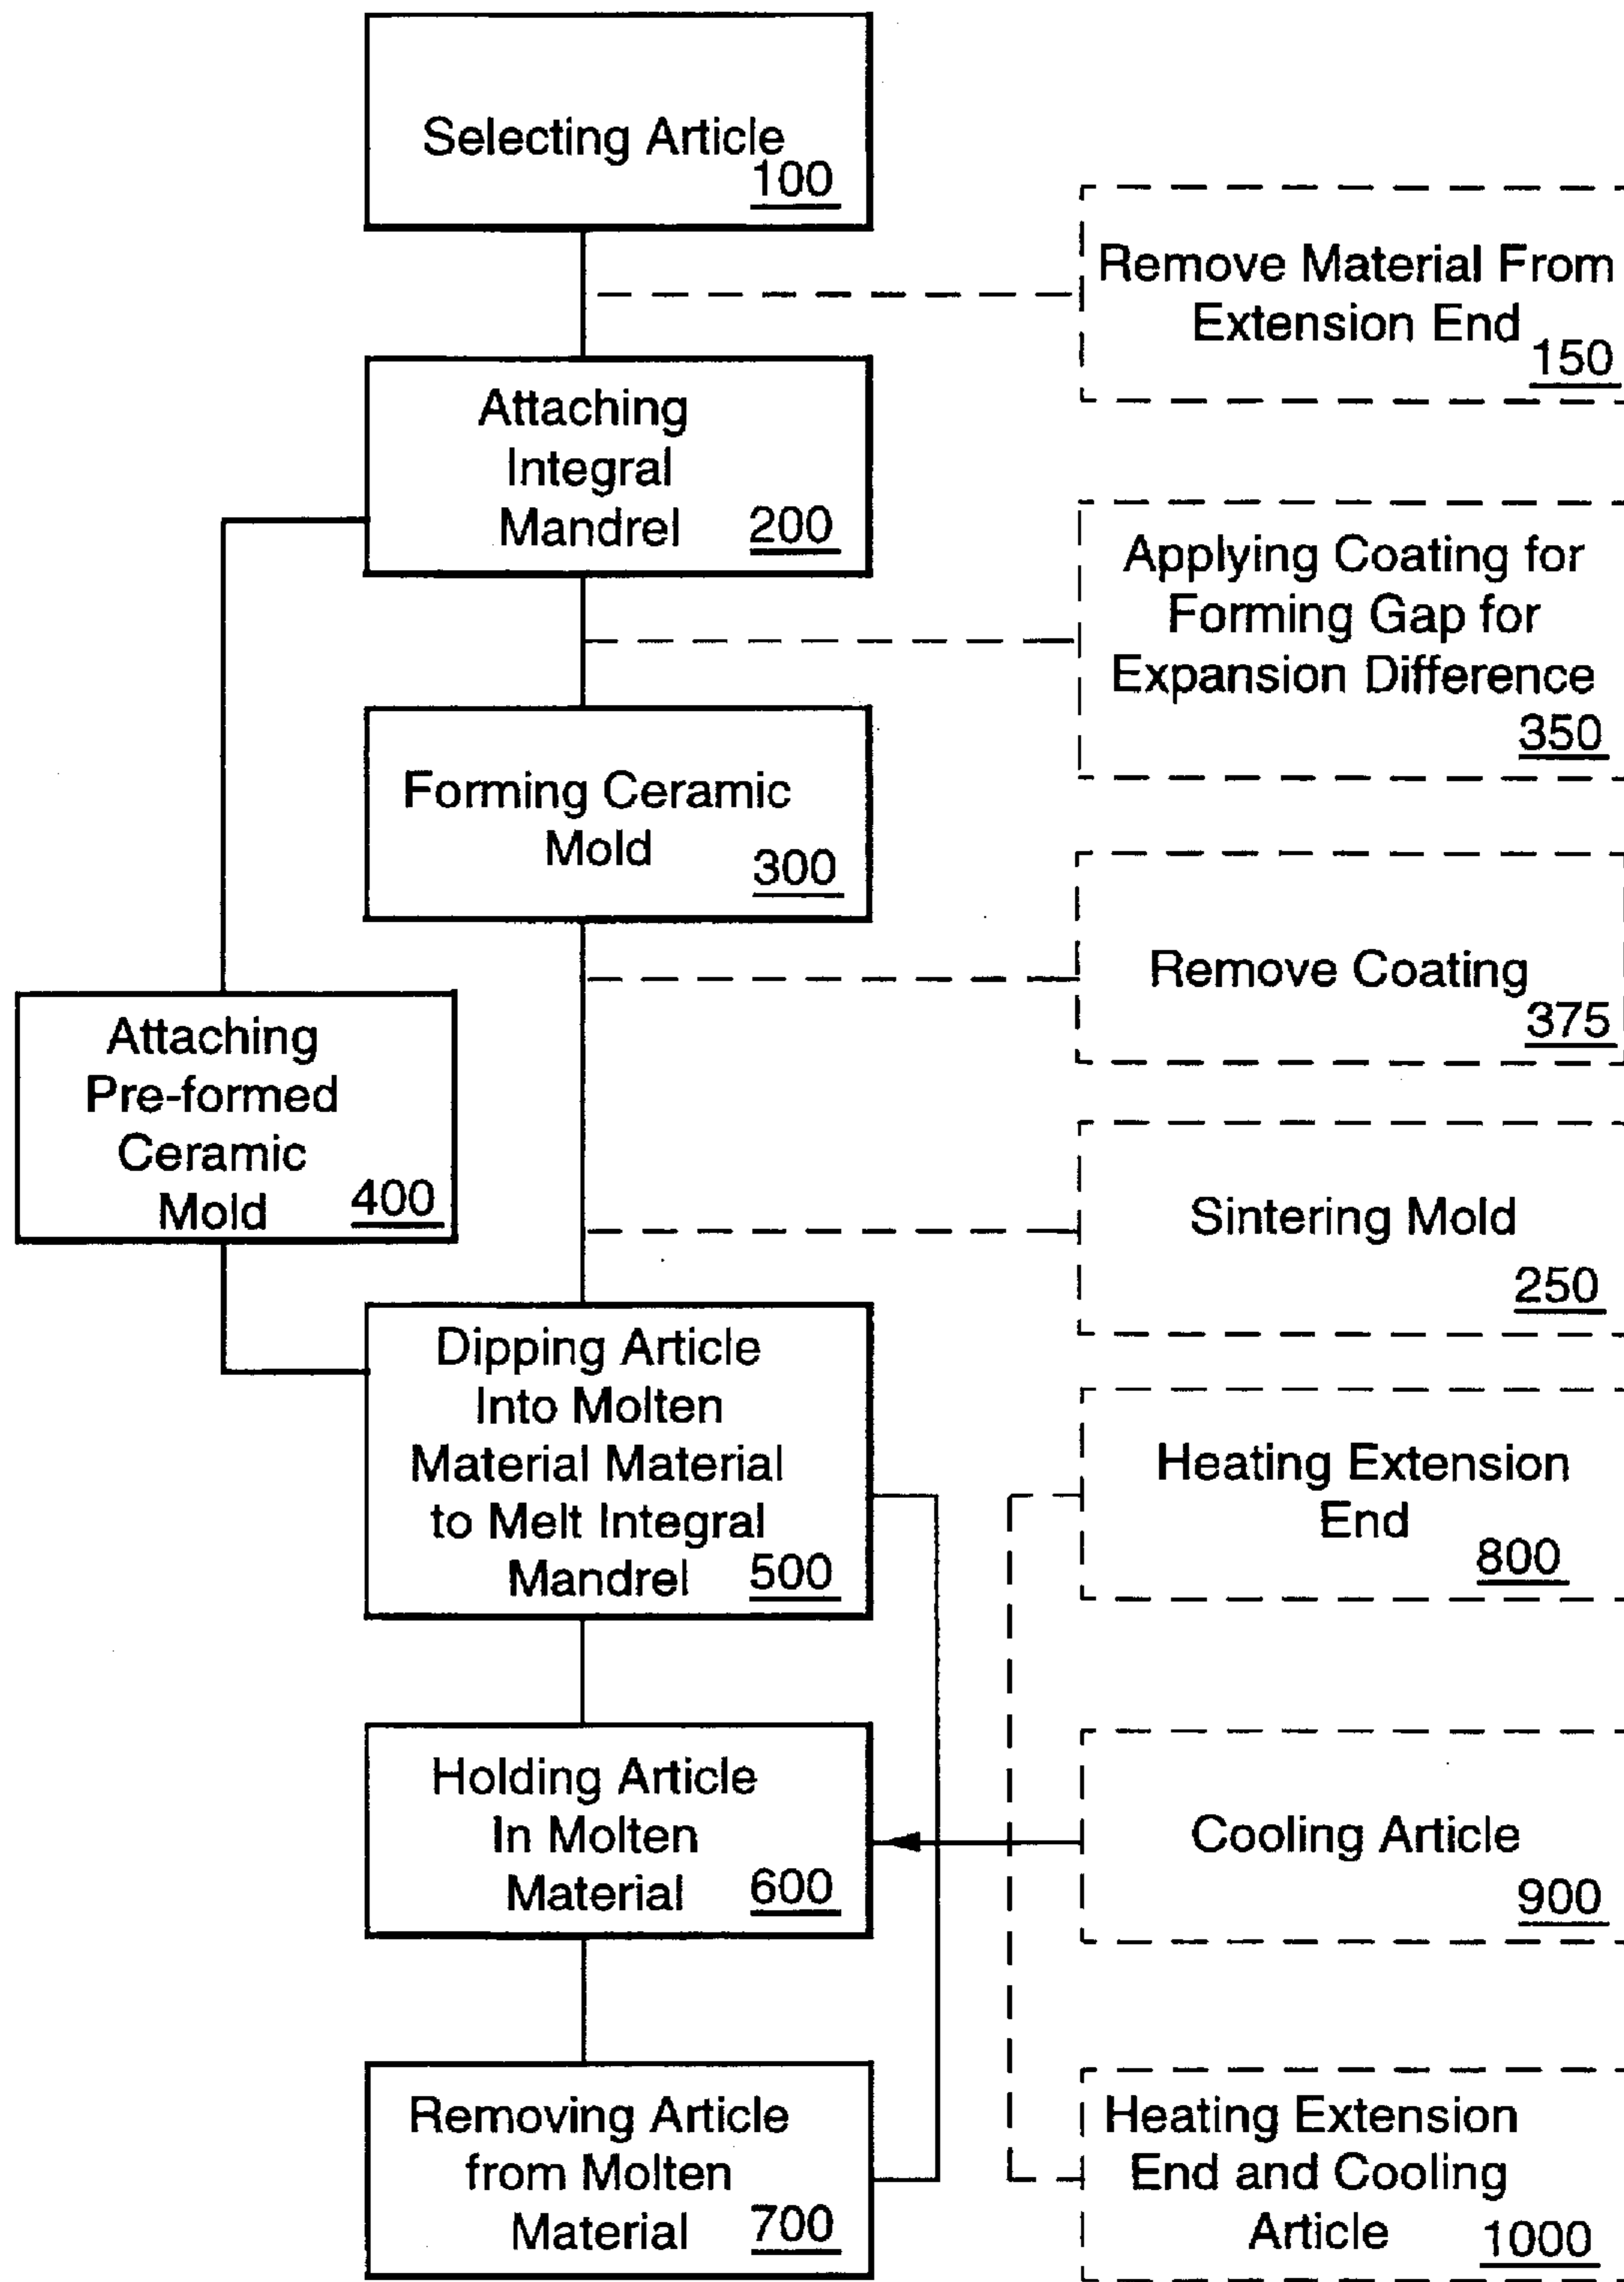 Selecting Article
100
Remove Material From
Extension End
150
Attaching
Integral
Mandrel 200
Applying Coating for
Forming Gap for
Expansion Difference
350
Forming Ceramic
Mold
300
Remove Coating
375
Attaching
Pre-formed
Ceramic
Mold 400
Sintering Mold
250
Dipping Article
Into Molten
Material Material
to Melt Integral
Mandrel 500
Heating Extension
End
800
Holding Article
In Molten
Material 600
Cooling Article
900
Removing Article
from Molten
Material 700
Heating Extension
End and Cooling
Article 1000